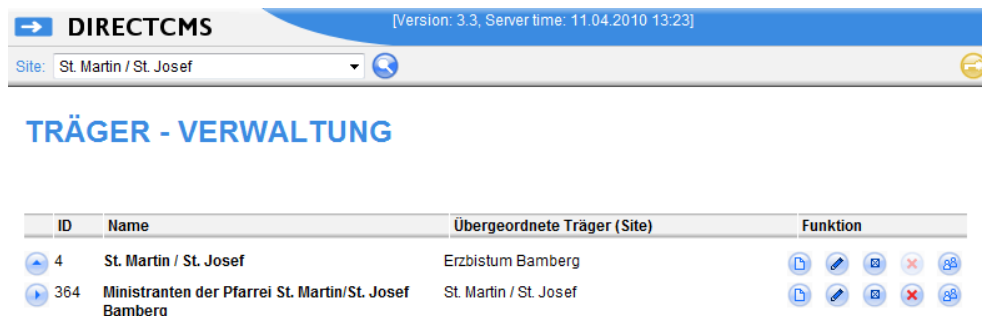 DIRECTCMS
[Version: 3.3, Server time: 11.04.2010 13:23]
Site: St. Martin / St. Josef
TRÄGER - VERWALTUNG
ID Name Übergeordnete Träger (Site) Funktion
4 St. Martin / St. Josef Erzbistum Bamberg
364 Ministranten der Pfarrei St. Martin/St. Josef St. Martin / St. Josef
Bamberg